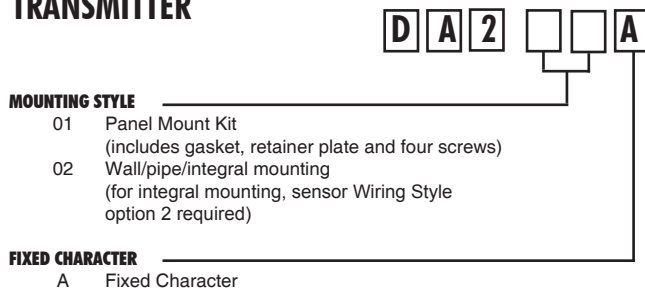 TRANSMITTER
D A 2 A
MOUNTING STYLE
01 Panel Mount Kit
(includes gasket, retainer plate and four screws)
02 Wall/pipe/integral mounting
(for integral mounting, sensor Wiring Style
option 2 required)
FIXED CHARACTER
A Fixed Character